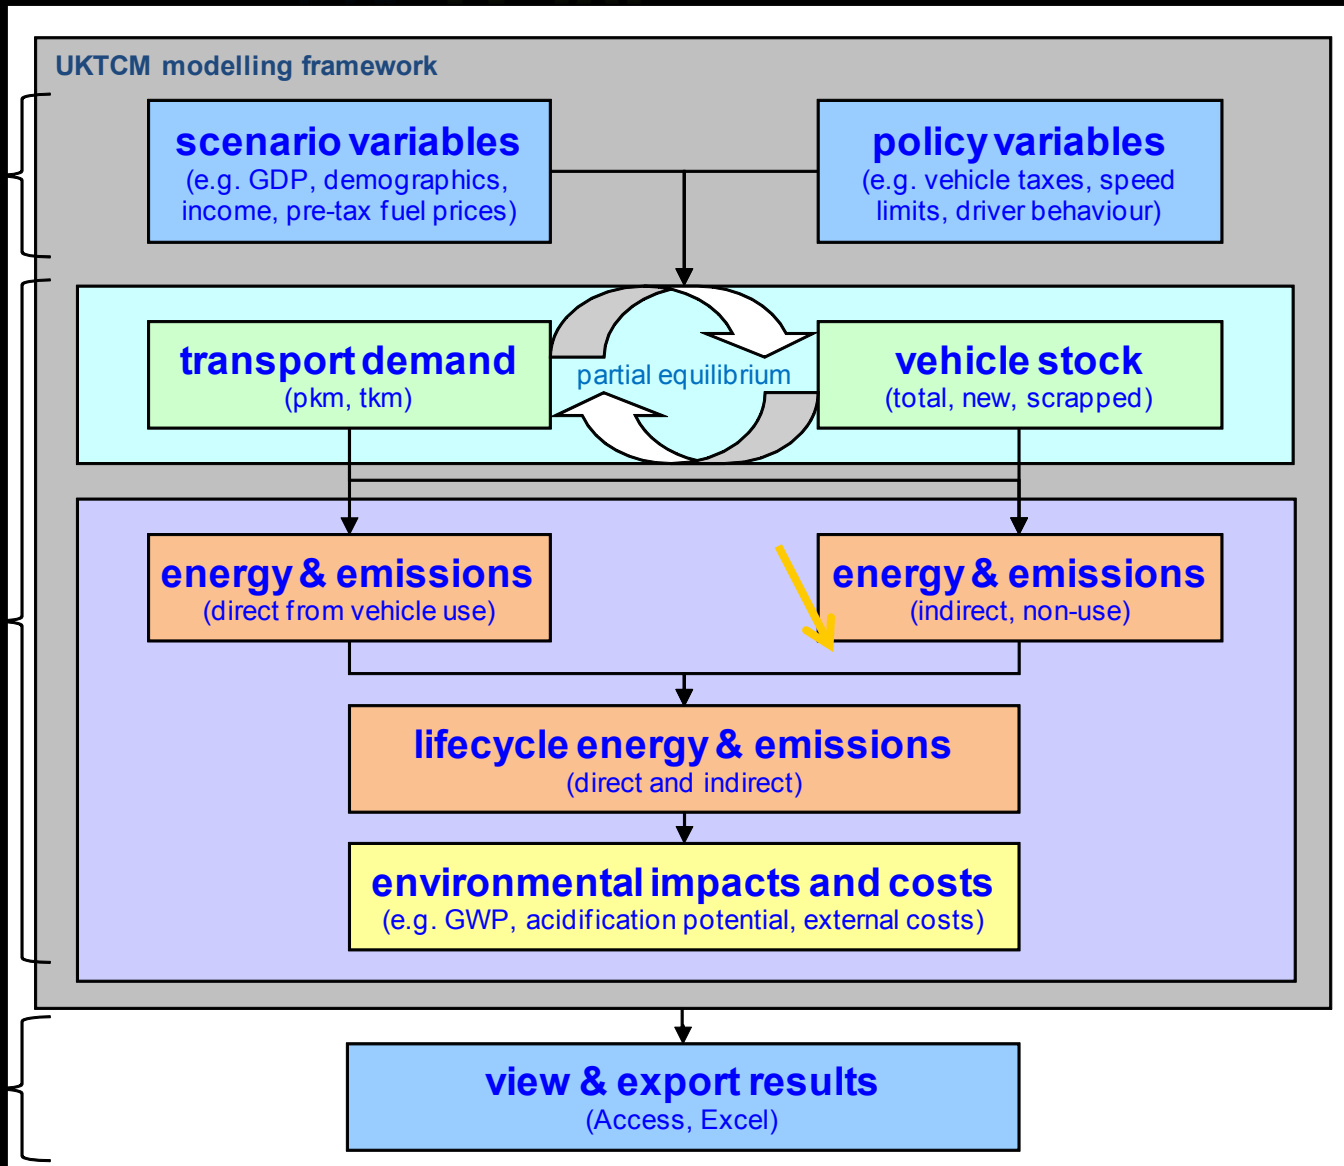 UKTCM modelling framework
scenario variables
(e.g. GDP, demographics,
income, pre-tax fuel prices)
policy variables
(e.g. vehicle taxes, speed
limits, driver behaviour)
transport demand
(pkm, tkm)
partial equilibrium
vehicle stock
(total, new, scrapped)
energy & emissions
(direct from vehicle use)
energy & emissions
(indirect, non-use)
lifecycle energy & emissions
(direct and indirect)
environmental impacts and costs
(e.g. GWP, acidification potential, external costs)
view & export results
(Access, Excel)